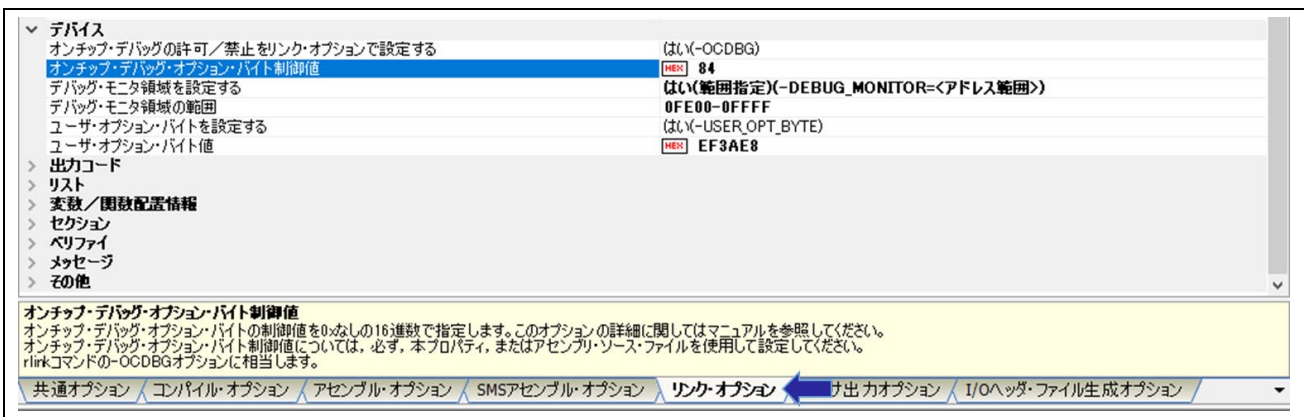 デバイス
オンチップ・デバッグの許可／禁止をリンク・オプションで設定する はい(-OCDBG)
オンチップ・デバッグ・オプション・バイト制御値 HEX 84
デバッグ・モニタ領域を設定する はい(範囲指定)(-DEBUG_MONITOR=<アドレス範囲>)
デバッグ・モニタ領域の範囲 0FE00-0FFFF
ユーザ・オプション・バイトを設定する はい(-USER_OPT_BYTE)
ユーザ・オプション・バイト値 HEX EF3AE8
出力コード
リスト
変数／関数配置情報
セクション
ベリファイ
メッセージ
その他
オンチップ・デバッグ・オプション・バイト制御値
オンチップ・デバッグ・オプション・バイトの制御値を0xなしの16進数で指定します。このオプションの詳細に関してはマニュアルを参照してください。
オンチップ・デバッグ・オプション・バイト制御値については，必ず，本プロパティ，またはアセンブリ・ソース・ファイルを使用して設定してください。
rlinkコマンドの-OCDBGオプションに相当します。
共通オプション コンパイル・オプション アセンブル・オプション SMSアセンブル・オプション リンク・オプション 出力オプション I/Oヘッダ・ファイル生成オプション